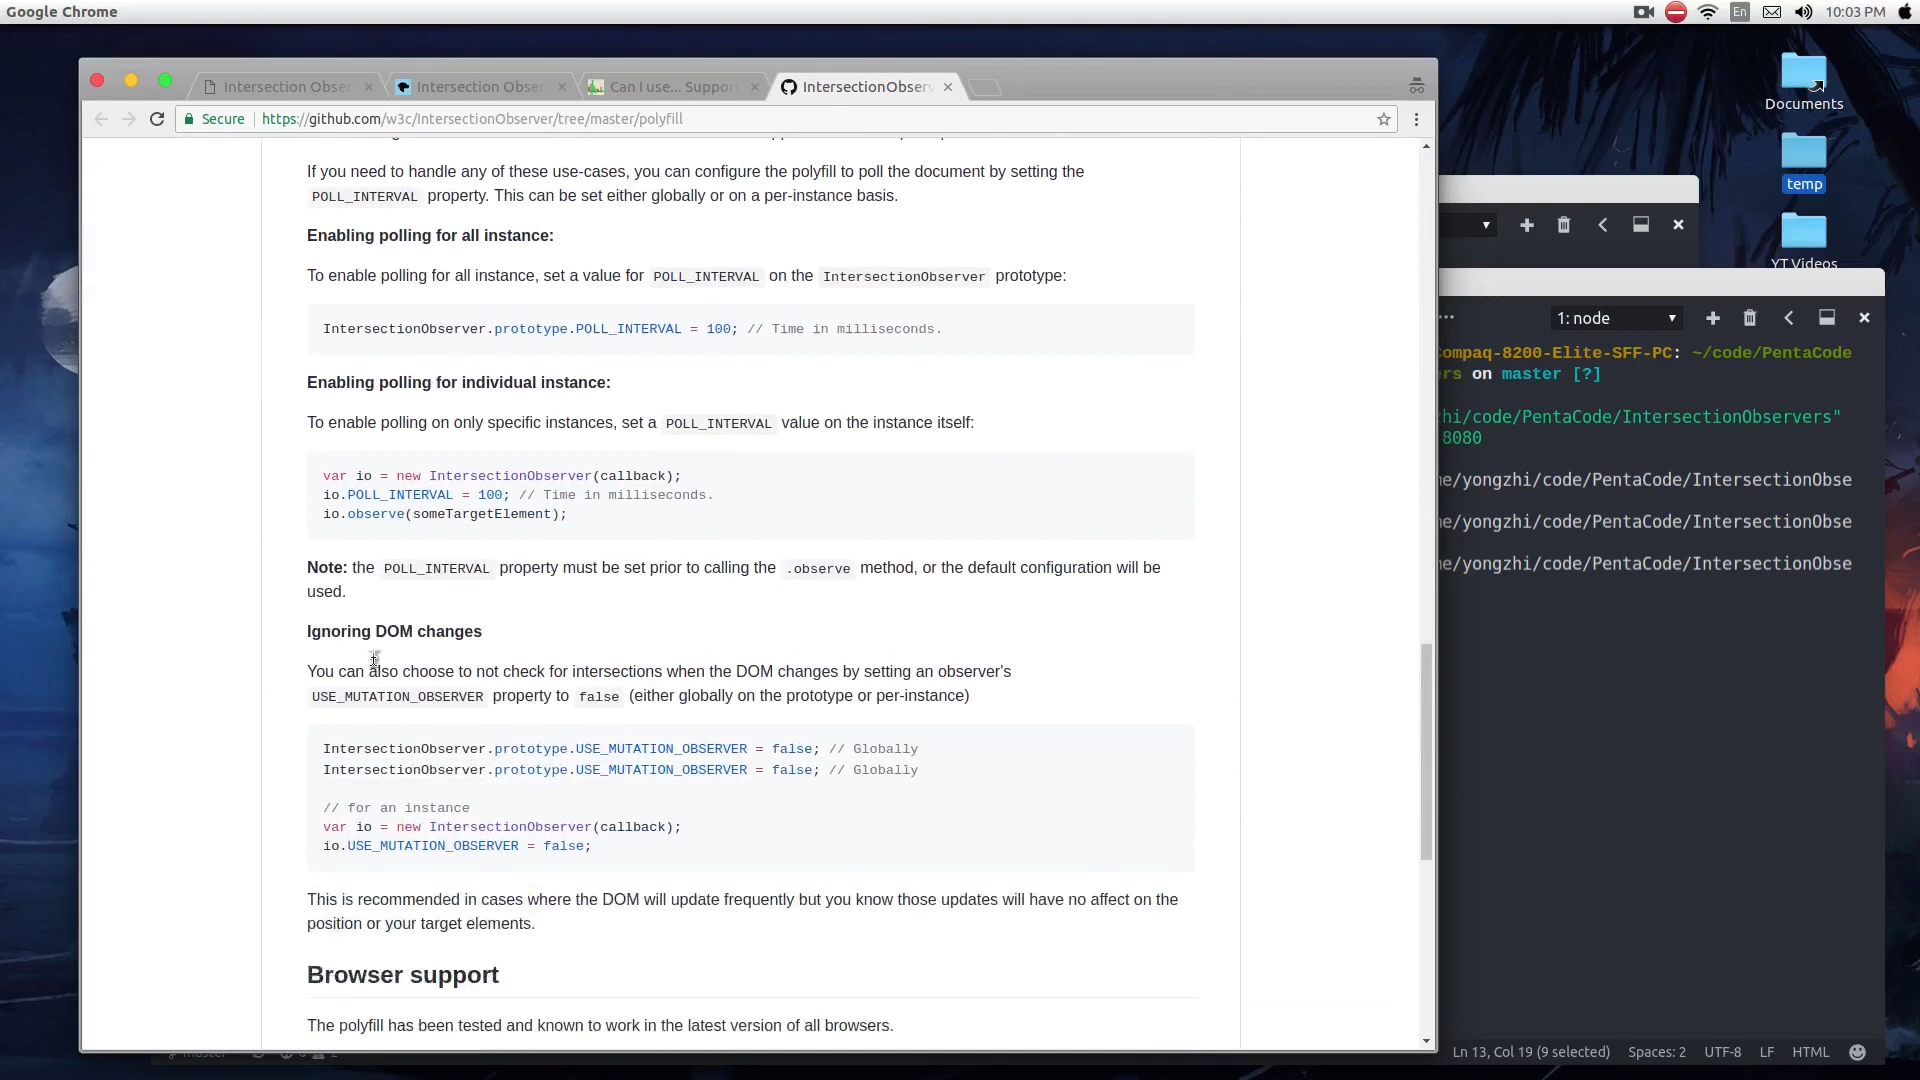 Google Chrome
En
10:03 PM
Intersection Obser
Intersection Obser
Can I use... Support
IntersectionObserv
Secure
https://github.com/w3c/IntersectionObserver/tree/master/polyfill
If you need to handle any of these use-cases, you can configure the polyfill to poll the document by setting the
POLL_INTERVAL property. This can be set either globally or on a per-instance basis.
Enabling polling for all instance:
To enable polling for all instance, set a value for POLL_INTERVAL on the IntersectionObserver prototype:
IntersectionObserver.prototype.POLL_INTERVAL = 100; // Time in milliseconds.
Enabling polling for individual instance:
To enable polling on only specific instances, set a POLL_INTERVAL value on the instance itself:
var io = new IntersectionObserver(callback);
io.POLL_INTERVAL = 100; // Time in milliseconds.
io.observe(someTargetElement);
Note: the POLL_INTERVAL property must be set prior to calling the .observe method, or the default configuration will be
used.
Ignoring DOM changes
You can also choose to not check for intersections when the DOM changes by setting an observer's
USE_MUTATION_OBSERVER property to false (either globally on the prototype or per-instance)
IntersectionObserver.prototype.USE_MUTATION_OBSERVER = false; // Globally
IntersectionObserver.prototype.USE_MUTATION_OBSERVER = false; // Globally
// for an instance
var io = new IntersectionObserver(callback);
io.USE_MUTATION_OBSERVER = false;
This is recommended in cases where the DOM will update frequently but you know those updates will have no affect on the
position or your target elements.
Browser support
The polyfill has been tested and known to work in the latest version of all browsers.
Documents
temp
YT Videos
1: node
ompaq-8200-Elite-SFF-PC: ~/code/PentaCode
rs on master [?]
hi/code/PentaCode/IntersectionObservers"
8080
me/yongzhi/code/PentaCode/IntersectionObse
me/yongzhi/code/PentaCode/IntersectionObse
me/yongzhi/code/PentaCode/IntersectionObse
Ln 13, Col 19 (9 selected)
Spaces: 2
UTF-8
LF
HTML